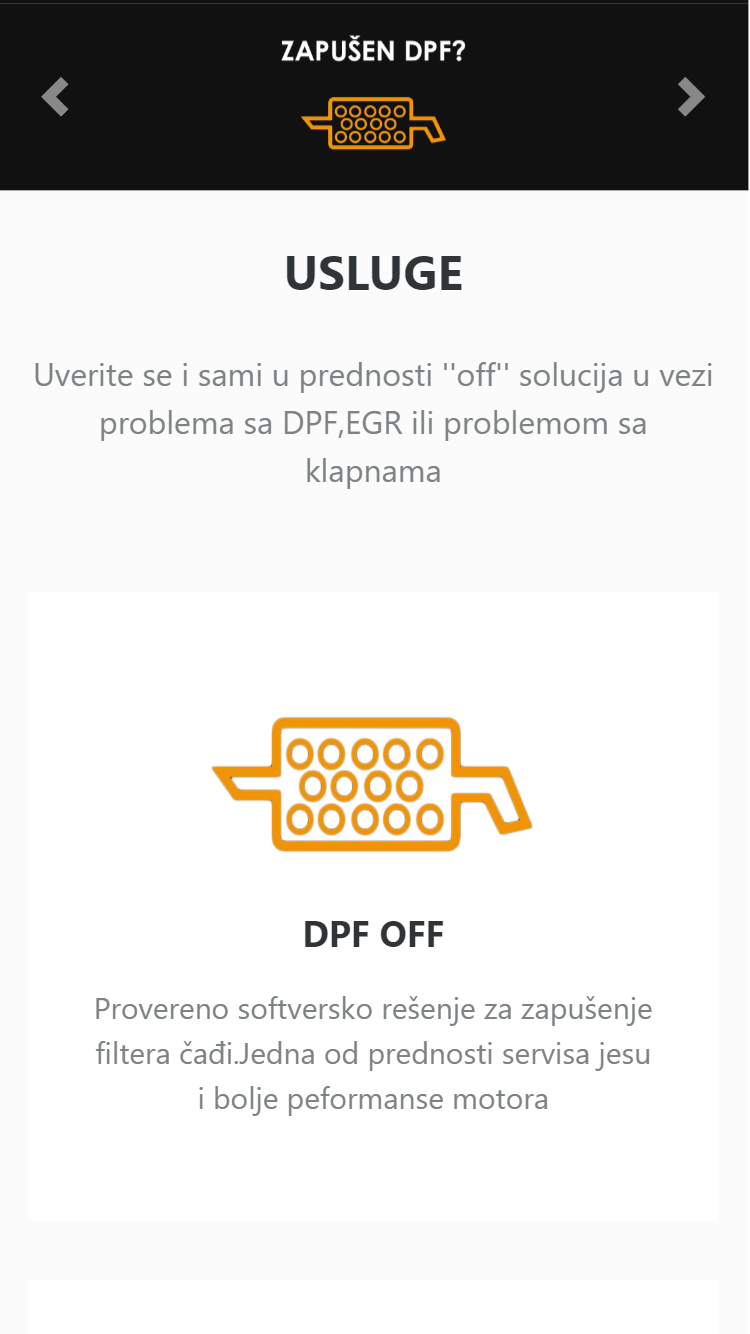 ZAPUŠEN DPF?
USLUGE
Uverite se i sami u prednosti ''off'' solucija u vezi
problema sa DPF,EGR ili problemom sa
klapnama
DPF OFF
Provereno softversko rešenje za zapušenje
filtera čađi.Jedna od prednosti servisa jesu
i bolje peformanse motora